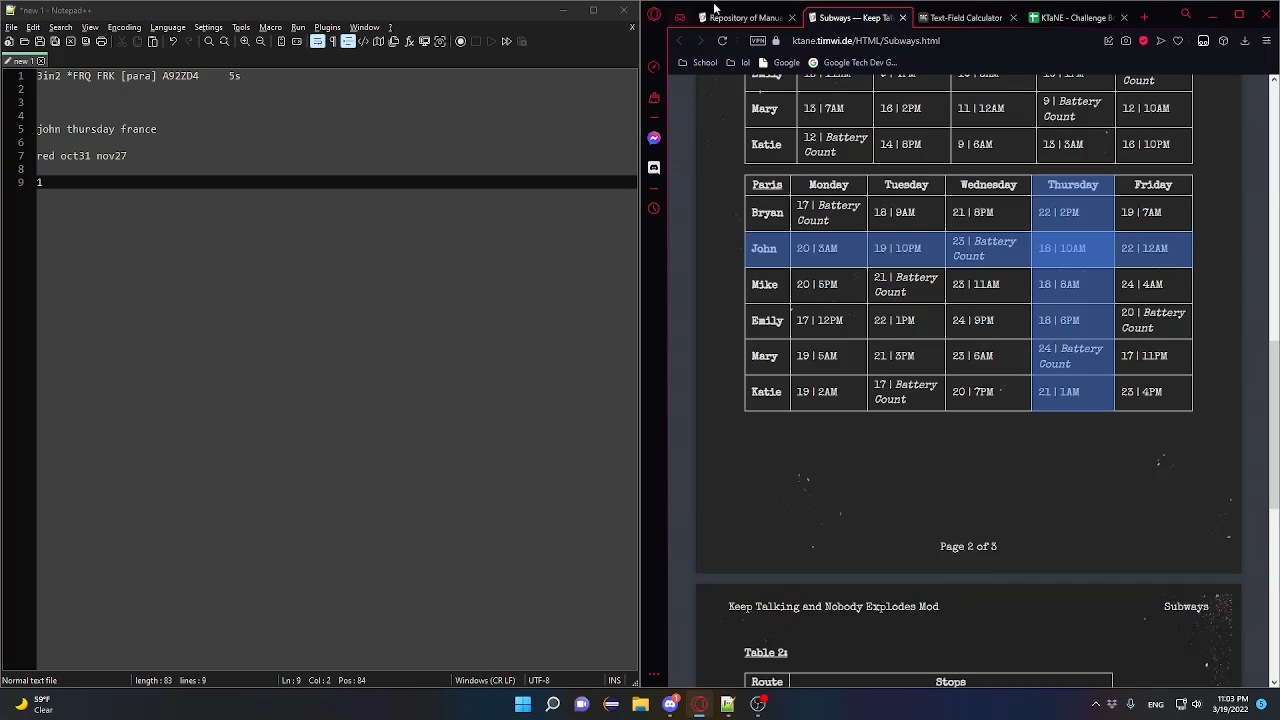 *new 1 - Notepad++
File Edit Search View Encoding Language Settings Tools Macro Run Plugins Window ? X
new 1
1 3in2 *FRQ FRK [para] A92ZD4 5s
2
3
4
5 john thursday france
6
7 red oct31 nov27
8
9 1
Normal text file length: 83 lines: 9 Ln: 9 Col: 2 Pos: 84 Windows (CR LF) UTF-8 INS
Repository of Manua Subways — Keep Tal Text-Field Calculator KTaNE - Challenge Bo
VPN ktane.timwi.de/HTML/Subways.html
School lol Google Google Tech Dev G...
Count
Mary 13 | 7AM 16 | 2PM 11 | 12AM 9 | Battery Count 12 | 10AM
Katie 12 | Battery Count 14 | 8PM 9 | 6AM 13 | 3AM 16 | 10PM
Paris Monday Tuesday Wednesday Thursday Friday
Bryan 17 | Battery Count 18 | 9AM 21 | 8PM 22 | 2PM 19 | 7AM
John 20 | 3AM 19 | 10PM 23 | Battery Count 18 | 10AM 22 | 12AM
Mike 20 | 5PM 21 | Battery Count 23 | 11AM 18 | 8AM 24 | 4AM
Emily 17 | 12PM 22 | 1PM 24 | 9PM 18 | 6PM 20 | Battery Count
Mary 19 | 5AM 21 | 3PM 23 | 6AM 24 | Battery Count 17 | 11PM
Katie 19 | 2AM 17 | Battery Count 20 | 7PM 21 | 1AM 23 | 4PM
Page 2 of 3
Keep Talking and Nobody Explodes Mod Subways
Table 2:
Route Stops
59°F
Clear
ENG
11:03 PM
3/19/2022
5